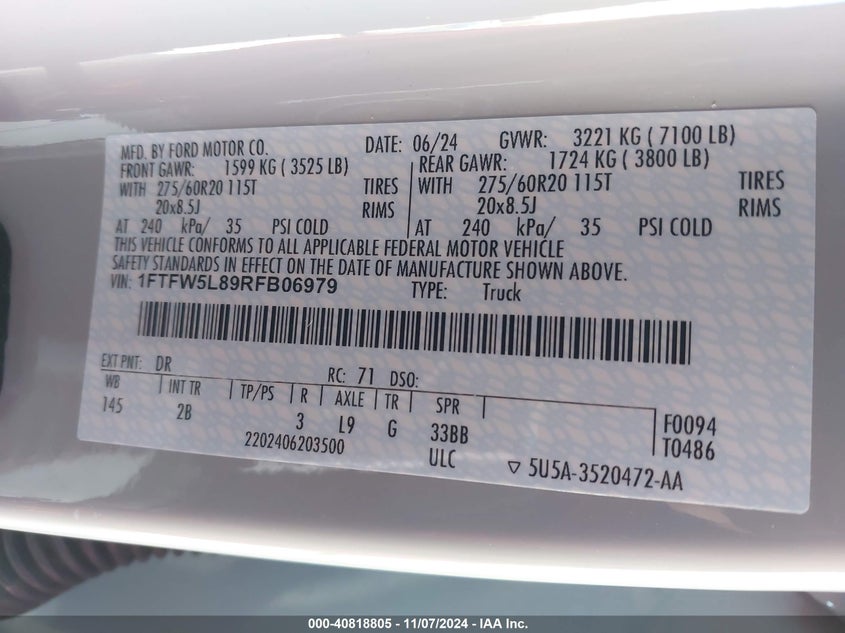 MFD. BY FORD MOTOR CO. DATE: 06/24 GVWR: 3221 KG ( 7100 LB)
FRONT GAWR: 1599 KG ( 3525 LB) REAR GAWR: 1724 KG ( 3800 LB)
WITH 275/60R20 115T TIRES WITH 275/60R20 115T TIRES
20x8.5J RIMS 20x8.5J RIMS
AT 240 kPa/ 35 PSI COLD AT 240 kPa/ 35 PSI COLD
THIS VEHICLE CONFORMS TO ALL APPLICABLE FEDERAL MOTOR VEHICLE
SAFETY STANDARDS IN EFFECT ON THE DATE OF MANUFACTURE SHOWN ABOVE.
VIN: 1FTFW5L89RFB06979 TYPE: Truck
EXT PNT: DR RC: 71 DSO:
WB INT TR TP/PS R AXLE TR SPR
145 2B 3 L9 G 33BB F0094
2202406203500 ULC T0486
▽ 5U5A-3520472-AA
000-40818805 — 11/07/2024 — IAA Inc.